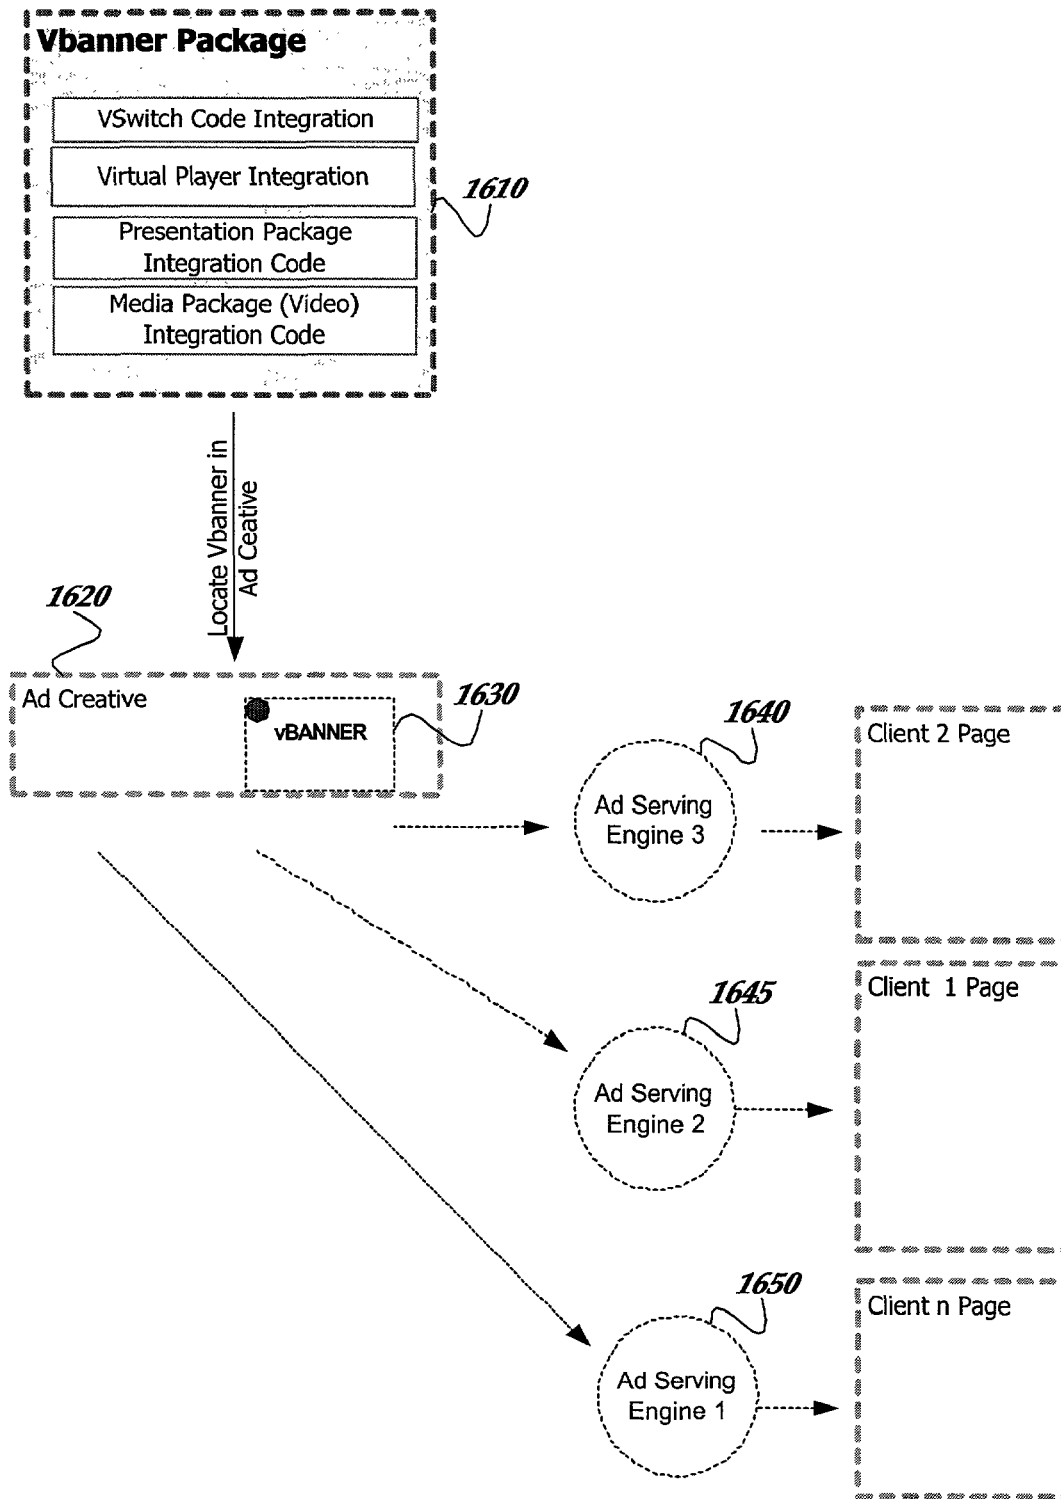 Vbanner Package
VSwitch Code Integration
Virtual Player Integration
1610
Presentation Package
Integration Code
Media Package (Video)
Integration Code
Locate Vbanner in
Ad Ceative
1620
Ad Creative
vBANNER
1630
1640
Ad Serving
Engine 3
Client 2 Page
1645
Ad Serving
Engine 2
Client 1 Page
1650
Ad Serving
Engine 1
Client n Page